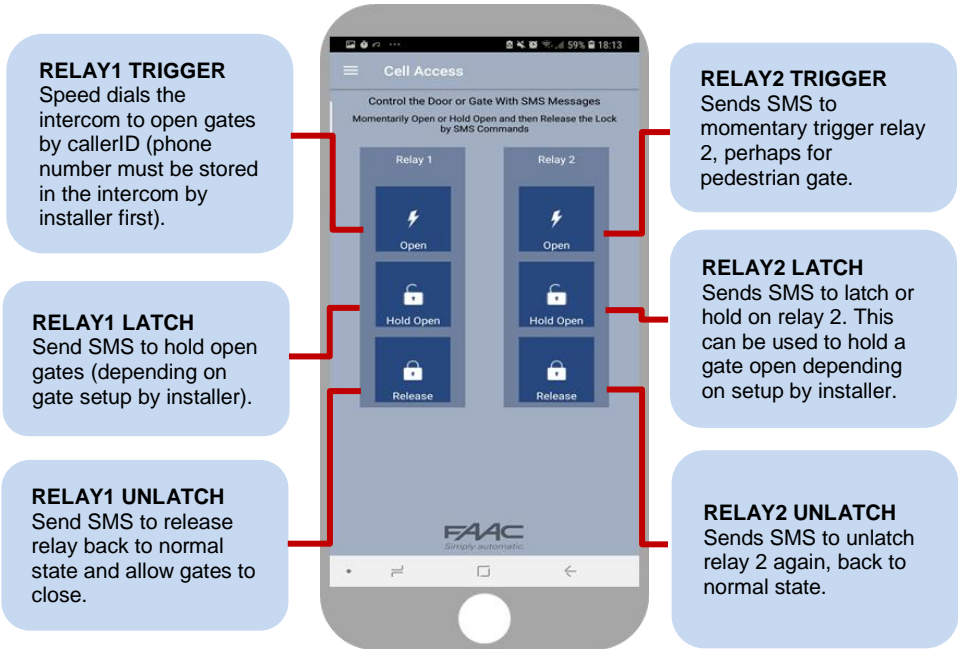 RELAY1 TRIGGER
Speed dials the
intercom to open gates
by callerID (phone
number must be stored
in the intercom by
installer first).
RELAY1 LATCH
Send SMS to hold open
gates (depending on
gate setup by installer).
RELAY1 UNLATCH
Send SMS to release
relay back to normal
state and allow gates to
close.
59% 18:13
Cell Access
Control the Door or Gate With SMS Messages
Momentarily Open or Hold Open and then Release the Lock
by SMS Commands
Relay 1
Open
Hold Open
Release
Relay 2
Open
Hold Open
Release
FAAC
Simply automatic.
RELAY2 TRIGGER
Sends SMS to
momentary trigger relay
2, perhaps for
pedestrian gate.
RELAY2 LATCH
Sends SMS to latch or
hold on relay 2. This
can be used to hold a
gate open depending
on setup by installer.
RELAY2 UNLATCH
Sends SMS to unlatch
relay 2 again, back to
normal state.